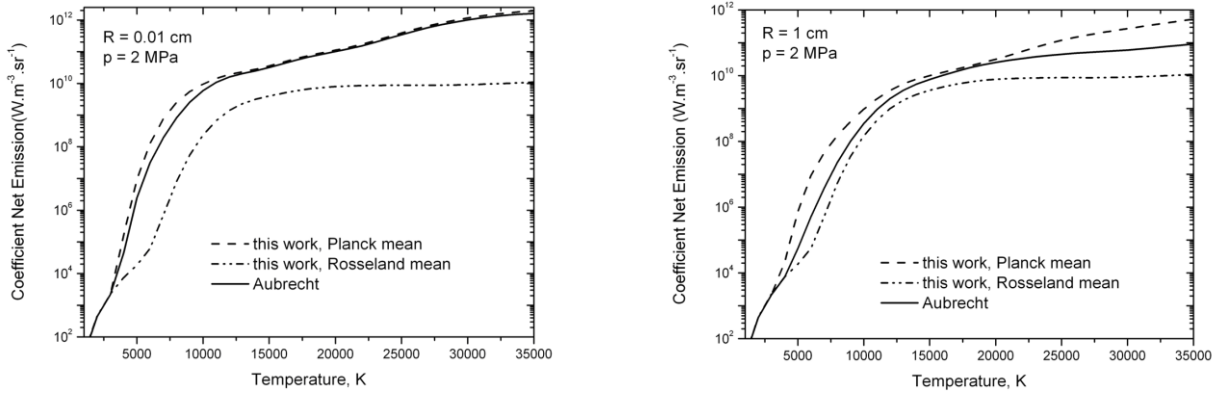 R = 0.01 cm
p = 2 MPa
Coefficient Net Emission(W.m⁻³.sr⁻¹)
10¹²
10¹⁰
10⁸
10⁶
10⁴
10²
this work, Planck mean
this work, Rosseland mean
Aubrecht
5000 10000 15000 20000 25000 30000 35000
Temperature, K
R = 1 cm
p = 2 MPa
Coefficient Net Emission (W.m⁻³.sr⁻¹)
10¹²
10¹⁰
10⁸
10⁶
10⁴
10²
this work, Planck mean
this work, Rosseland mean
Aubrecht
5000 10000 15000 20000 25000 30000 35000
Temperature, K